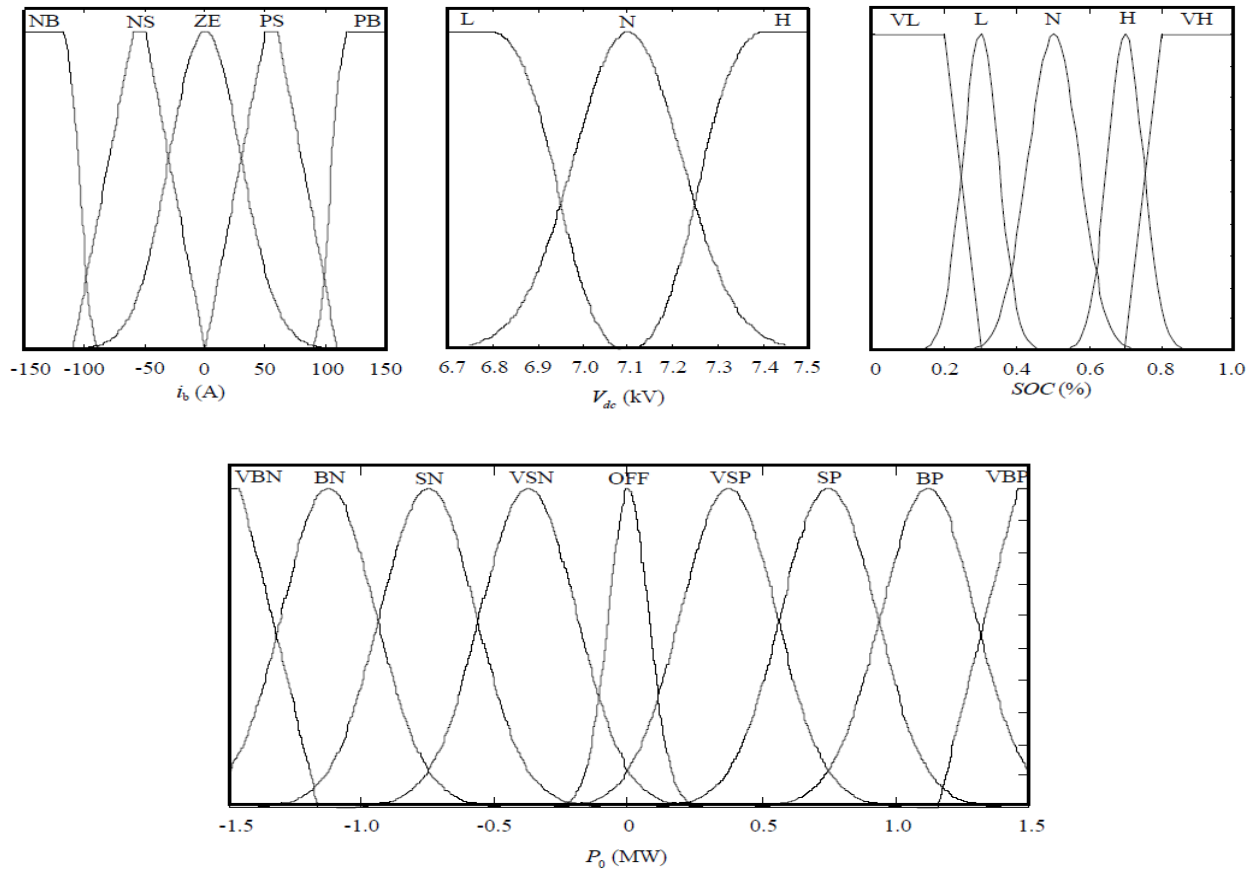 NB NS ZE PS PB
-150 -100 -50 0 50 100 150
i_b (A)
L N H
6.7 6.8 6.9 7.0 7.1 7.2 7.3 7.4 7.5
V_dc (kV)
VL L N H VH
0 0.2 0.4 0.6 0.8 1.0
SOC (%)
VBN BN SN VSN OFF VSP SP BP VBP
-1.5 -1.0 -0.5 0 0.5 1.0 1.5
P_0 (MW)